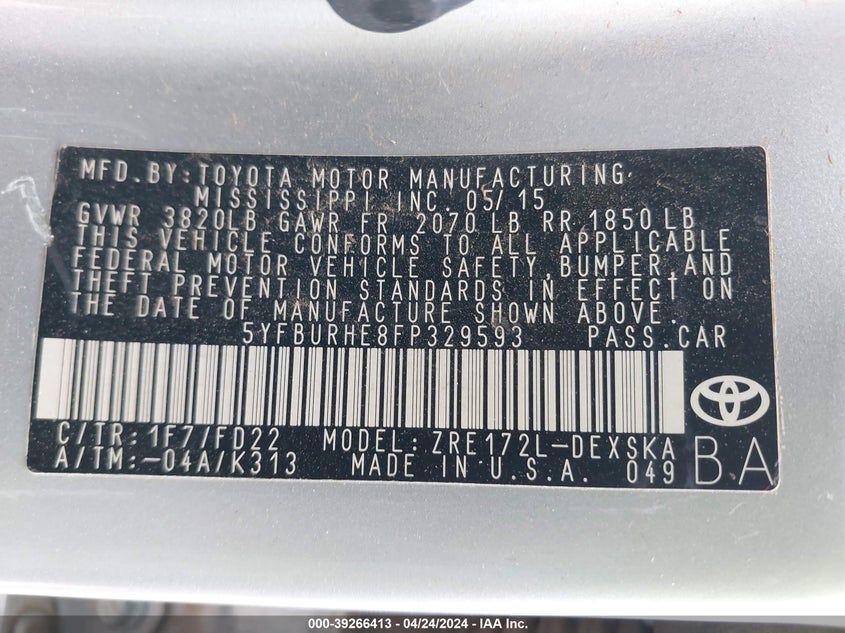 MFD. BY: TOYOTA MOTOR MANUFACTURING,
MISSISSIPPI INC. 05/15
GVWR 3820LB GAWR FR 2070 LB RR 1850 LB
THIS VEHICLE CONFORMS TO ALL APPLICABLE
FEDERAL MOTOR VEHICLE SAFETY, BUMPER, AND
THEFT PREVENTION STANDARDS IN EFFECT ON
THE DATE OF MANUFACTURE SHOWN ABOVE.
5YFBURHE8FP329593 PASS. CAR
C/TR: 1F7/FD22 MODEL: ZRE172L-DEXSKA
A/TM: -04A/K313 MADE IN U.S.A. 049 BA
000-39266413 - 04/24/2024 - IAA Inc.